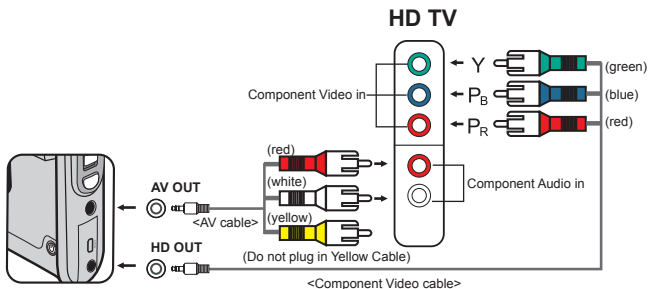 HD TV
Y
(green)
Component Video in
PB
(blue)
PR
(red)
(red)
(white)
Component Audio in
AV OUT
<AV cable>
(yellow)
HD OUT
(Do not plug in Yellow Cable)
<Component Video cable>